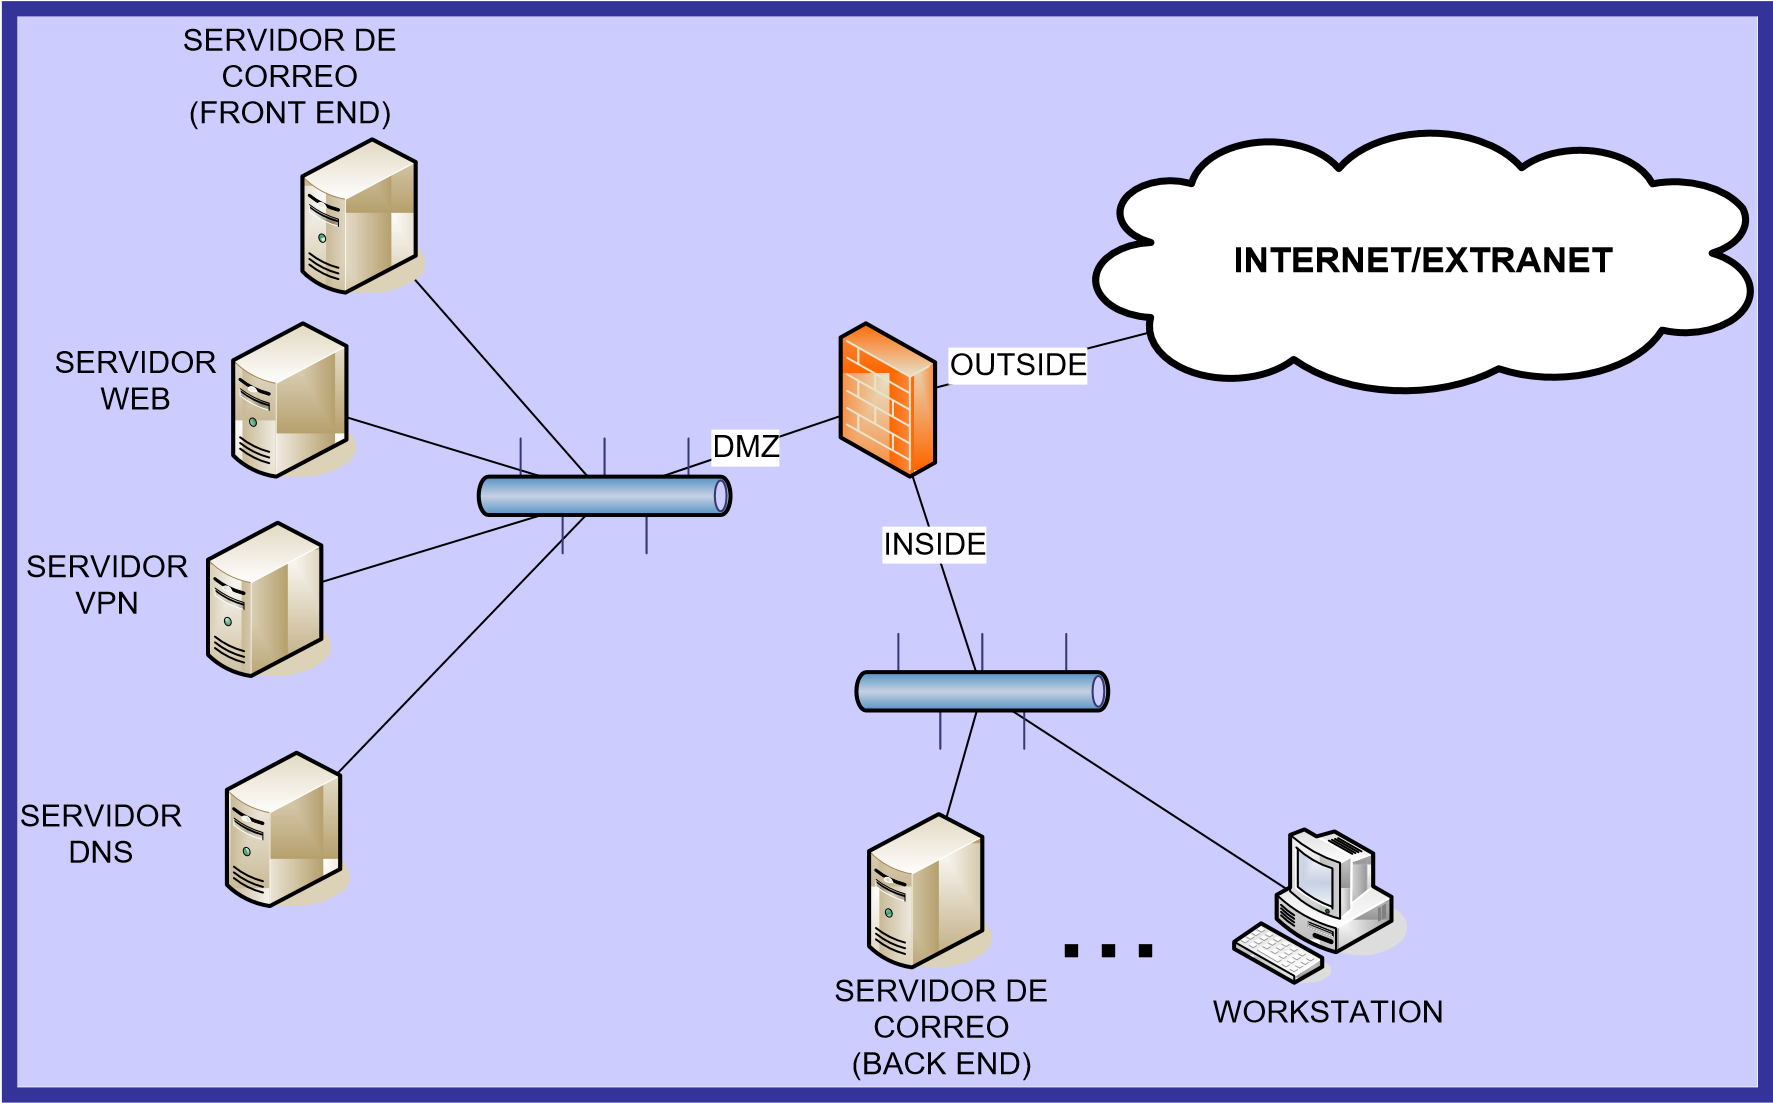 SERVIDOR DE
CORREO
(FRONT END)
INTERNET/EXTRANET
SERVIDOR
WEB
OUTSIDE
DMZ
INSIDE
SERVIDOR
VPN
SERVIDOR
DNS
SERVIDOR DE
CORREO
(BACK END)
WORKSTATION